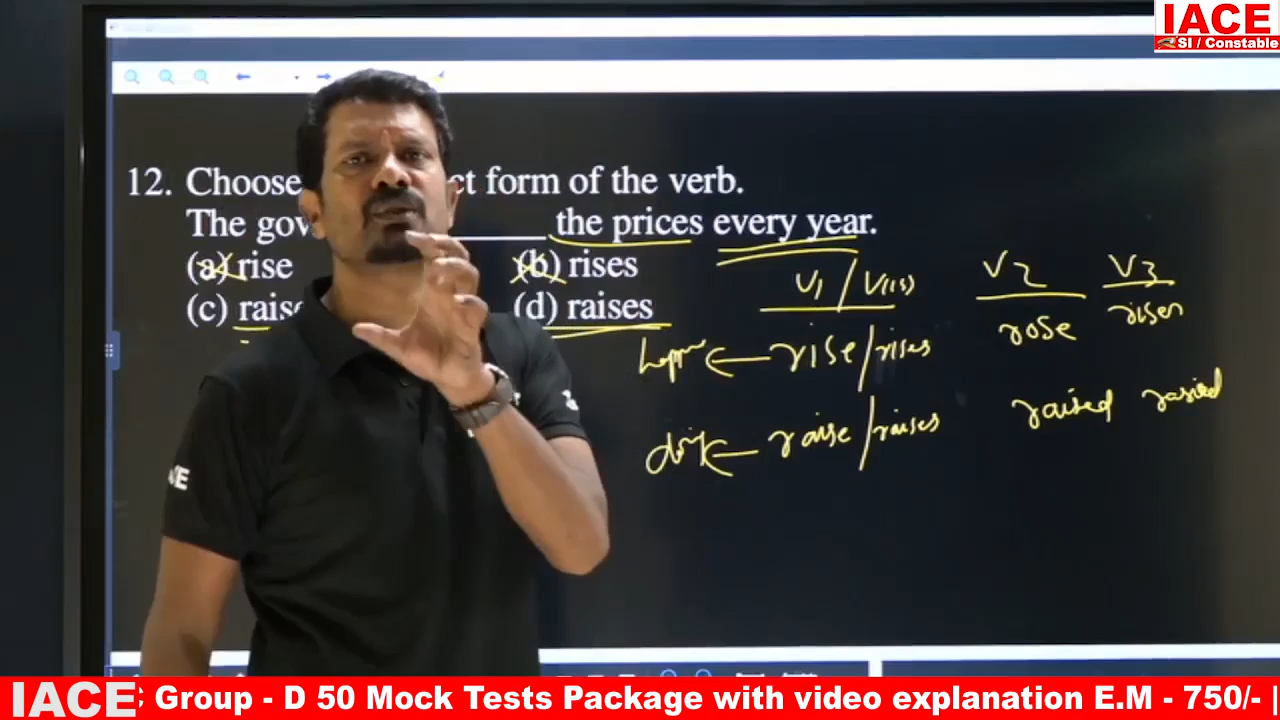 IACE
SI / Constable
12. Choose ct form of the verb.
The gov the prices every year.
(a) rise (b) rises
(c) raise (d) raises
V1 / V1(s) V2 V3
rise/rises rose risen
raise/raises raised
IACE
C Group - D 50 Mock Tests Package with video explanation E.M - 750/- |